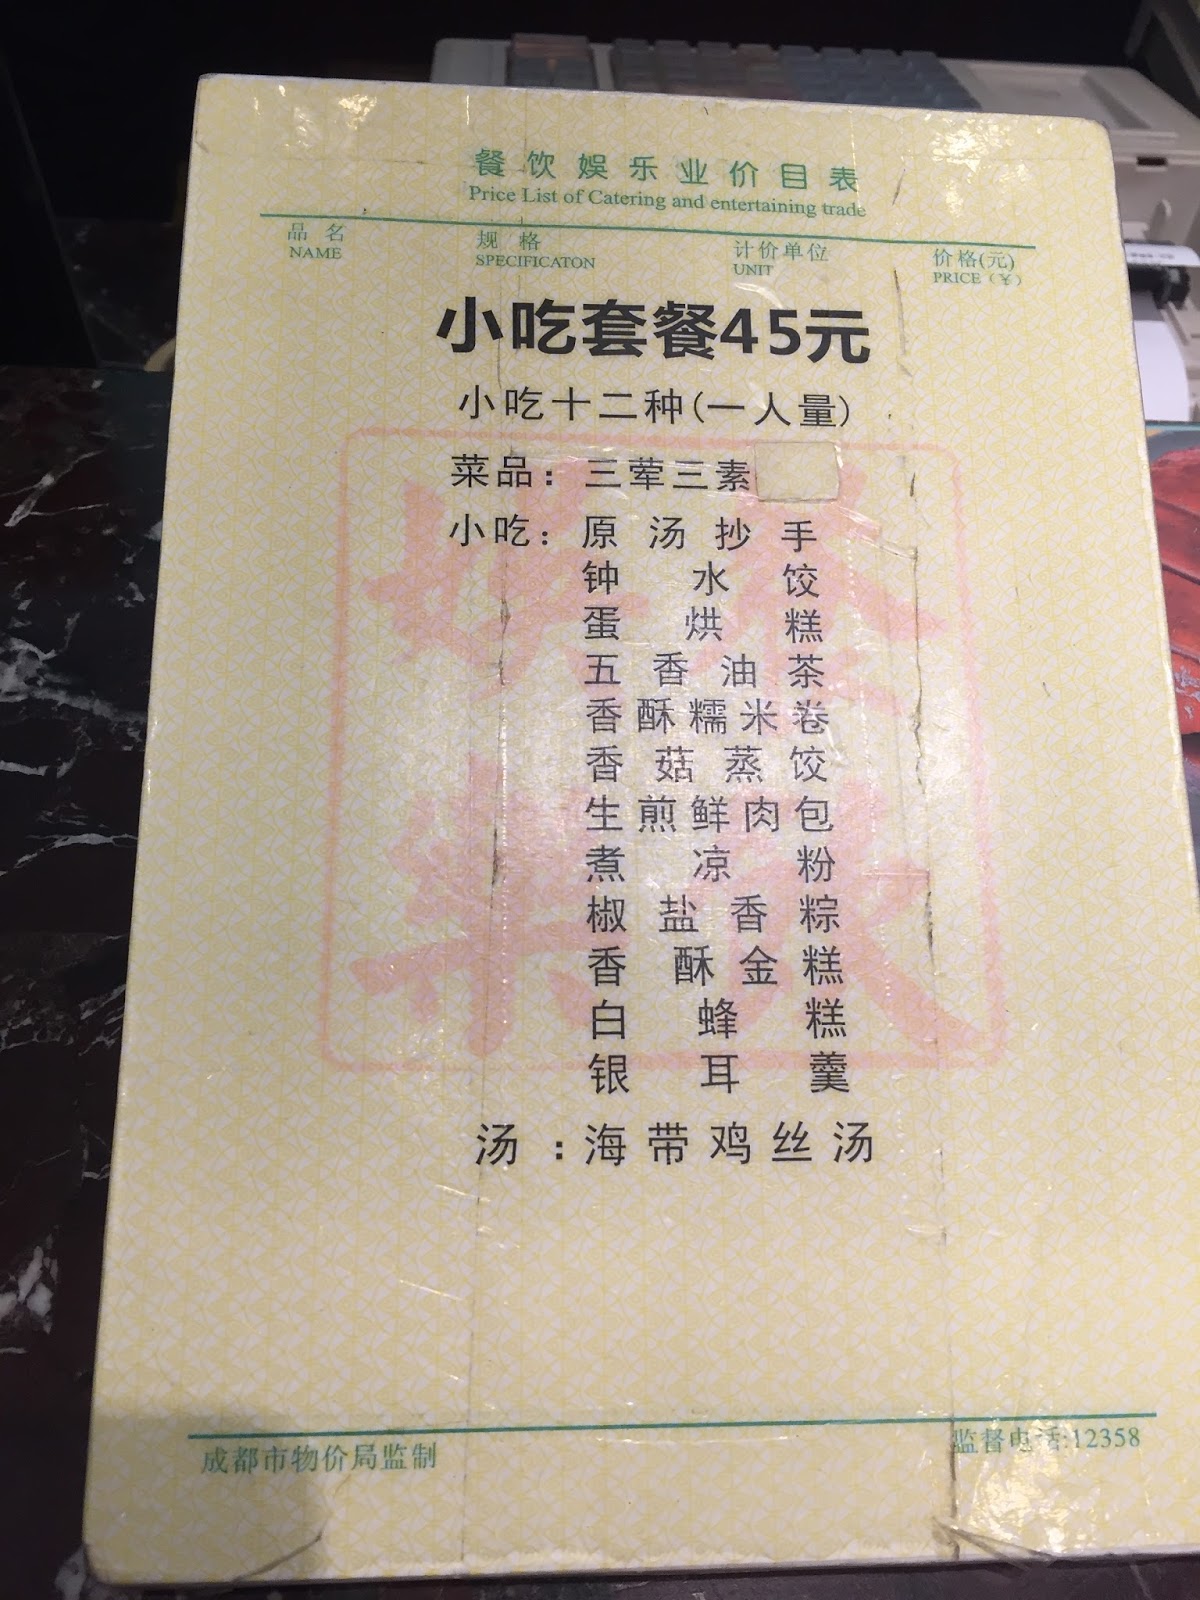 餐饮娱乐业价目表
Price List of Catering and entertaining trade
品名 规格 计价单位 价格(元)
NAME SPECIFICATON UNIT PRICE（¥）
小吃套餐45元
小吃十二种(一人量)
菜品：三荤三素
小吃：原汤抄手
钟水饺
蛋烘糕
五香油茶
香酥糯米卷
香菇蒸饺
生煎鲜肉包
煮凉粉
椒盐香粽
香酥金糕
白蜂糕
银耳羹
汤：海带鸡丝汤
成都市物价局监制 监督电话:12358